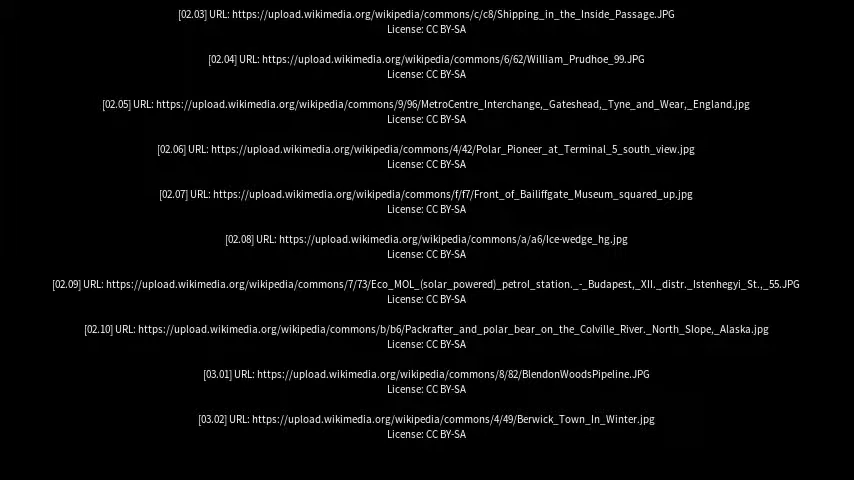 [02.03] URL: https://upload.wikimedia.org/wikipedia/commons/c/c8/Shipping_in_the_Inside_Passage.JPG
License: CC BY-SA
[02.04] URL: https://upload.wikimedia.org/wikipedia/commons/6/62/William_Prudhoe_99.JPG
License: CC BY-SA
[02.05] URL: https://upload.wikimedia.org/wikipedia/commons/9/96/MetroCentre_Interchange,_Gateshead,_Tyne_and_Wear,_England.jpg
License: CC BY-SA
[02.06] URL: https://upload.wikimedia.org/wikipedia/commons/4/42/Polar_Pioneer_at_Terminal_5_south_view.jpg
License: CC BY-SA
[02.07] URL: https://upload.wikimedia.org/wikipedia/commons/f/f7/Front_of_Bailiffgate_Museum_squared_up.jpg
License: CC BY-SA
[02.08] URL: https://upload.wikimedia.org/wikipedia/commons/a/a6/Ice-wedge_hg.jpg
License: CC BY-SA
[02.09] URL: https://upload.wikimedia.org/wikipedia/commons/7/73/Eco_MOL_(solar_powered)_petrol_station._-_Budapest,_XII._distr._Istenhegyi_St.,_55.JPG
License: CC BY-SA
[02.10] URL: https://upload.wikimedia.org/wikipedia/commons/b/b6/Packrafter_and_polar_bear_on_the_Colville_River._North_Slope,_Alaska.jpg
License: CC BY-SA
[03.01] URL: https://upload.wikimedia.org/wikipedia/commons/8/82/BlendonWoodsPipeline.JPG
License: CC BY-SA
[03.02] URL: https://upload.wikimedia.org/wikipedia/commons/4/49/Berwick_Town_In_Winter.jpg
License: CC BY-SA